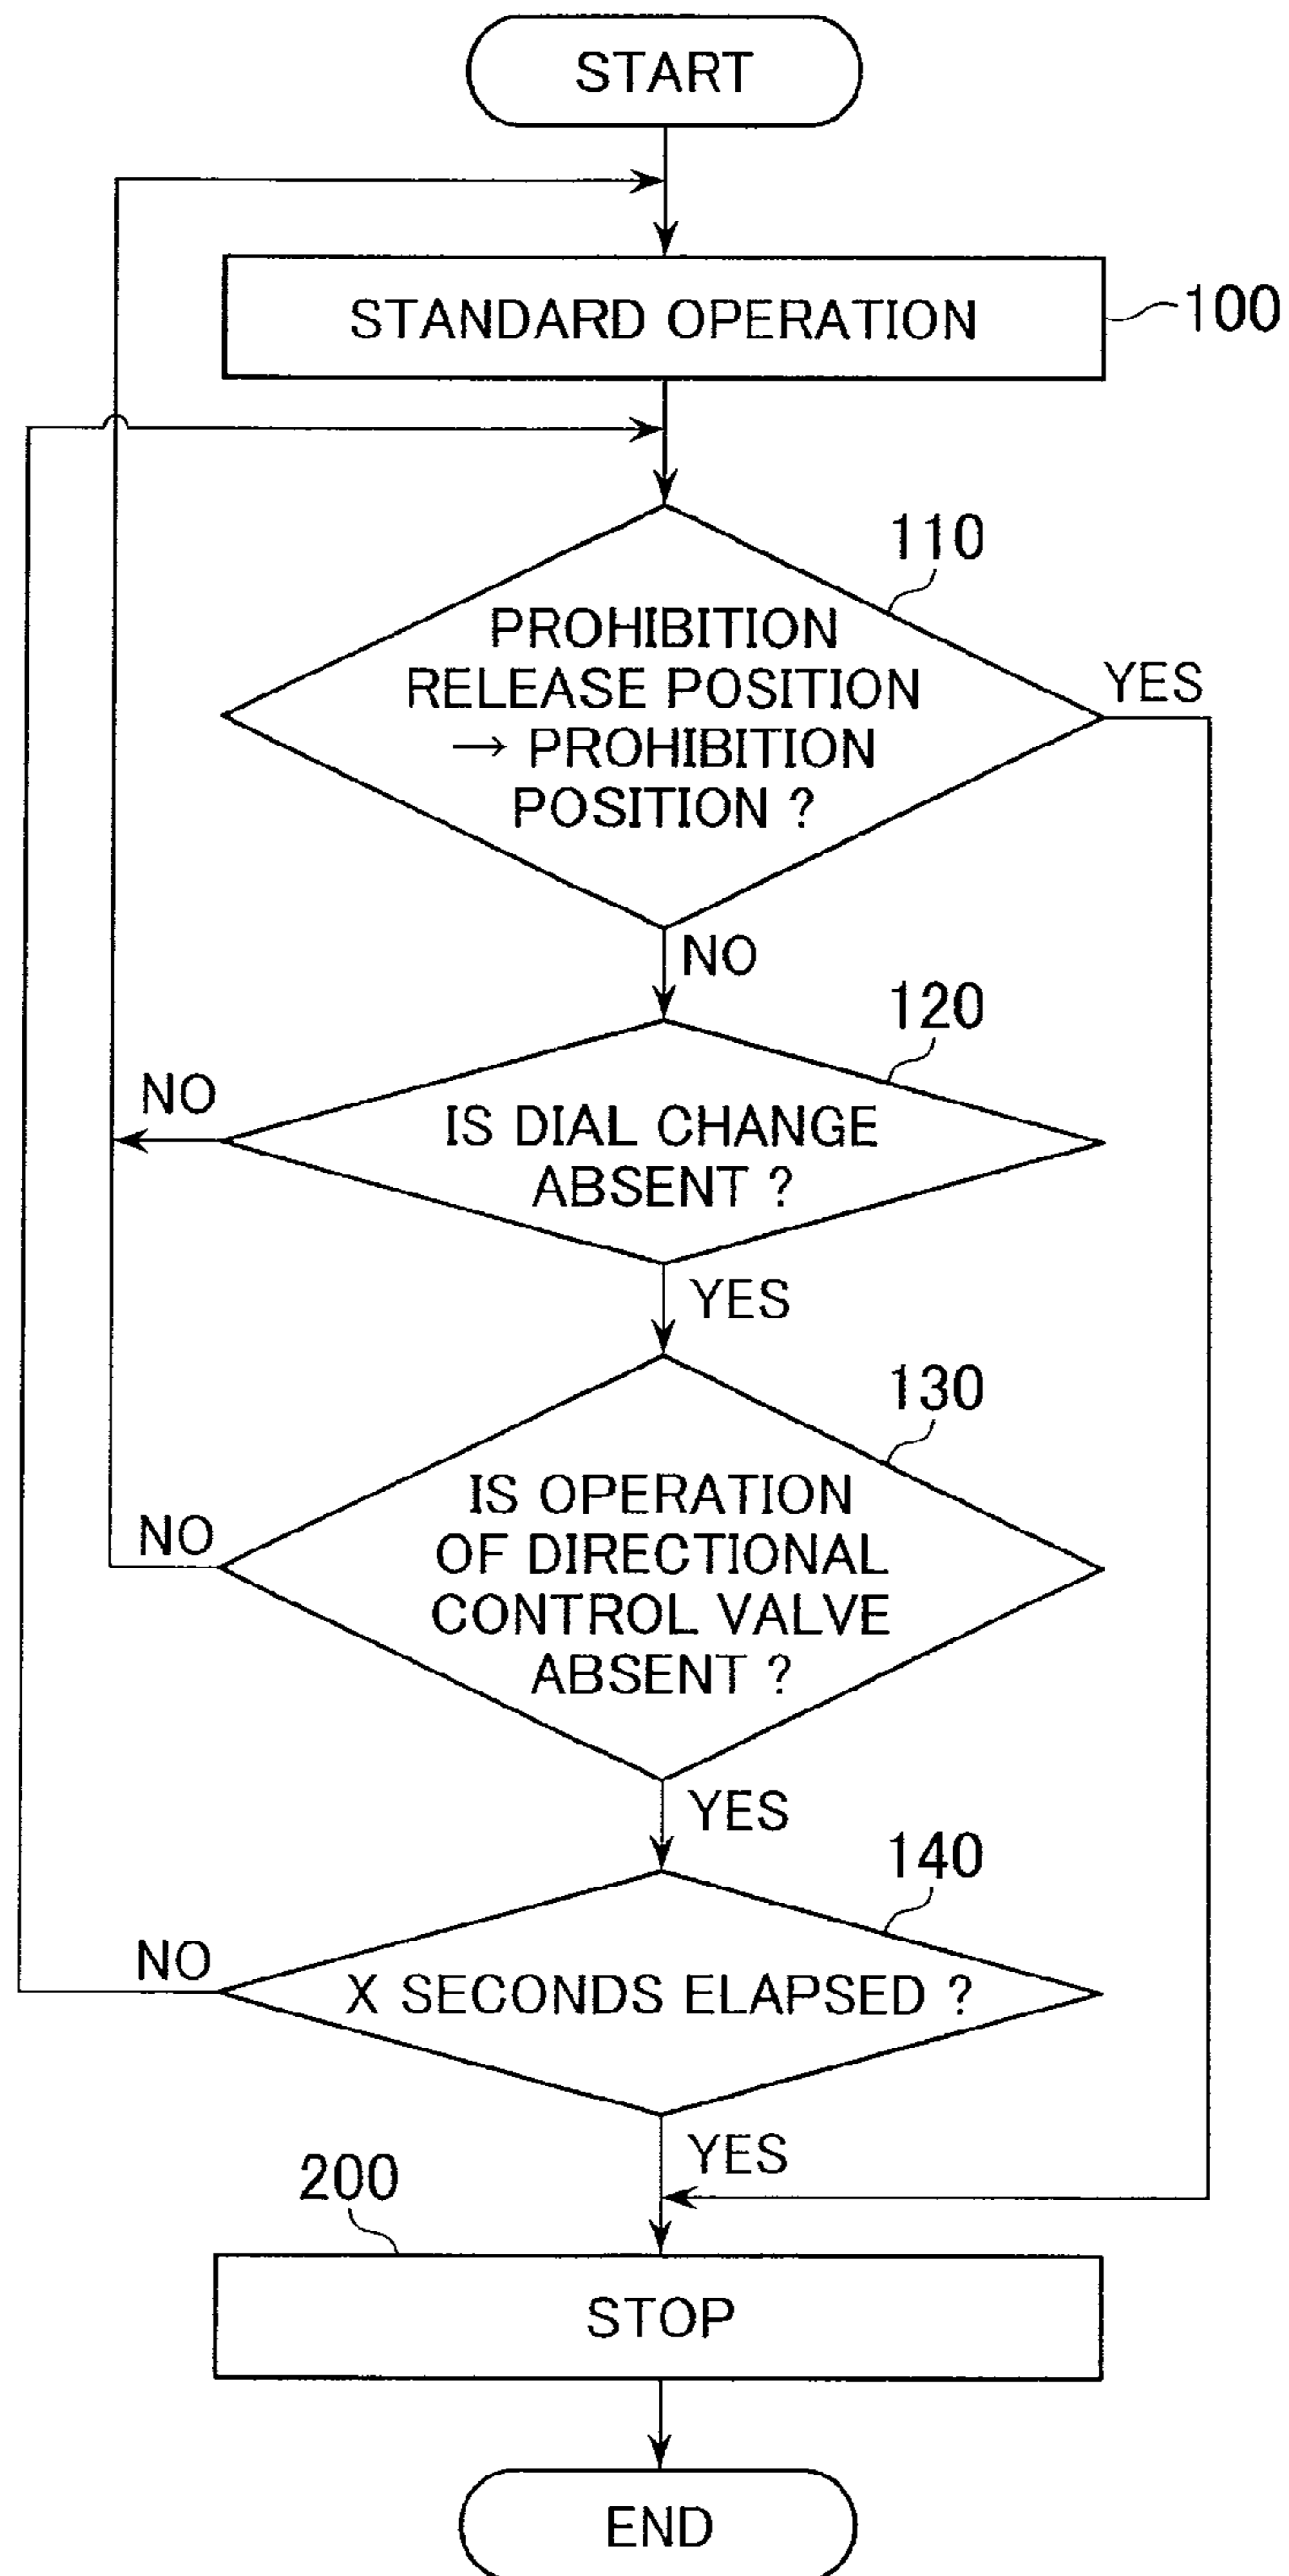 START
STANDARD OPERATION
100
110
PROHIBITION
RELEASE POSITION
→ PROHIBITION
POSITION ?
YES
NO
120
NO
IS DIAL CHANGE
ABSENT ?
YES
130
IS OPERATION
OF DIRECTIONAL
CONTROL VALVE
ABSENT ?
NO
YES
140
NO
X SECONDS ELAPSED ?
YES
200
STOP
END